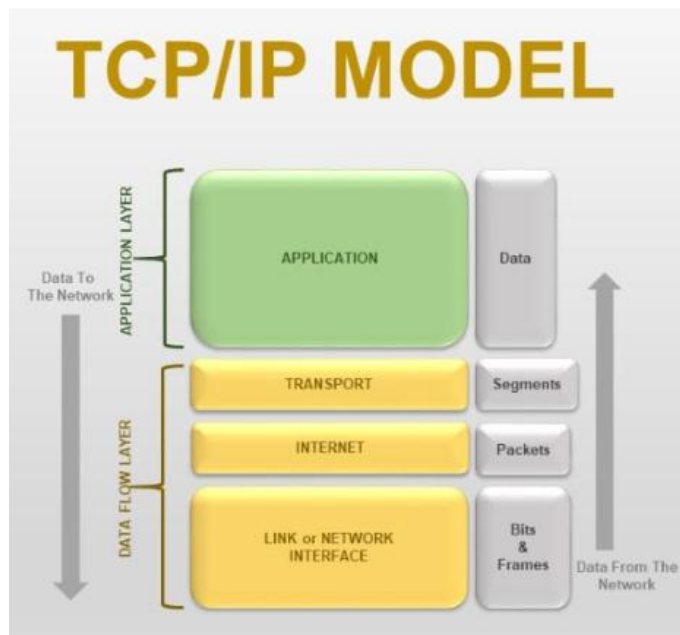 TCP/IP MODEL
APPLICATION LAYER
APPLICATION
Data
Data To
The Network
DATA FLOW LAYER
TRANSPORT
Segments
INTERNET
Packets
LINK or NETWORK
INTERFACE
Bits
&
Frames
Data From The
Network